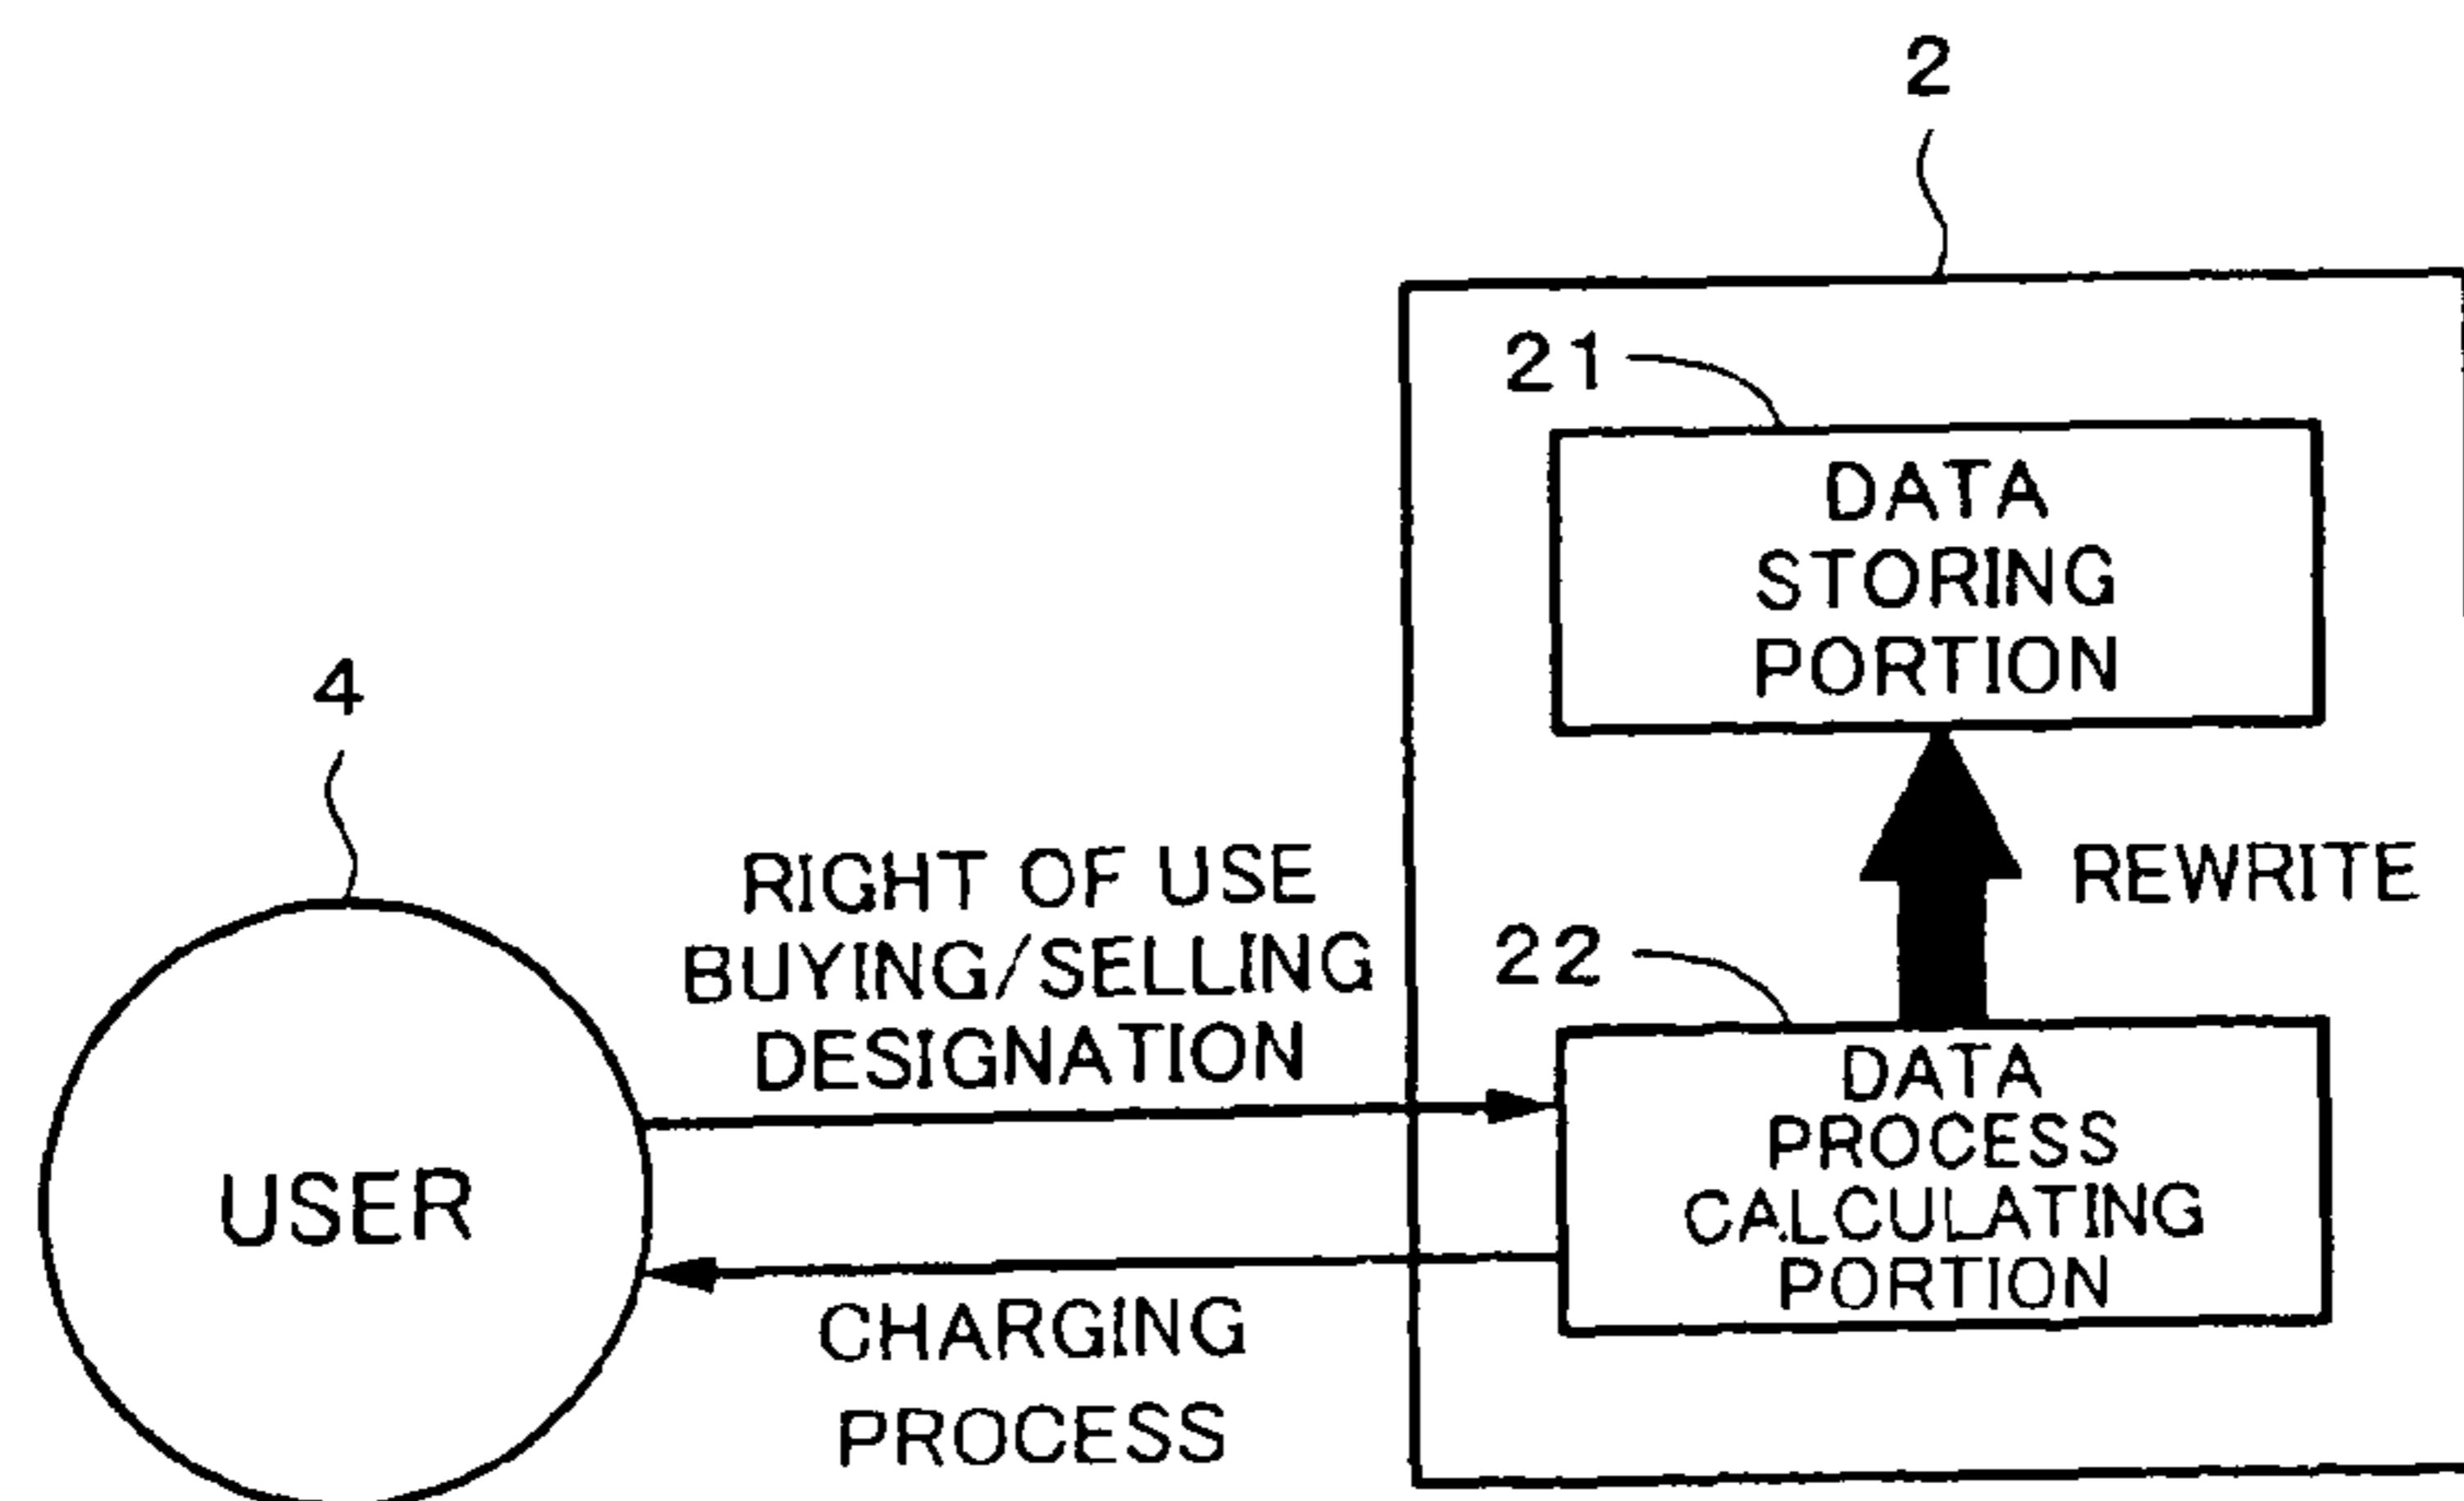 2
21
DATA
STORING
PORTION
4
REWRITE
RIGHT OF USE
BUYING/SELLING
DESIGNATION
22
DATA
PROCESS
CALCULATING
PORTION
USER
CHARGING
PROCESS